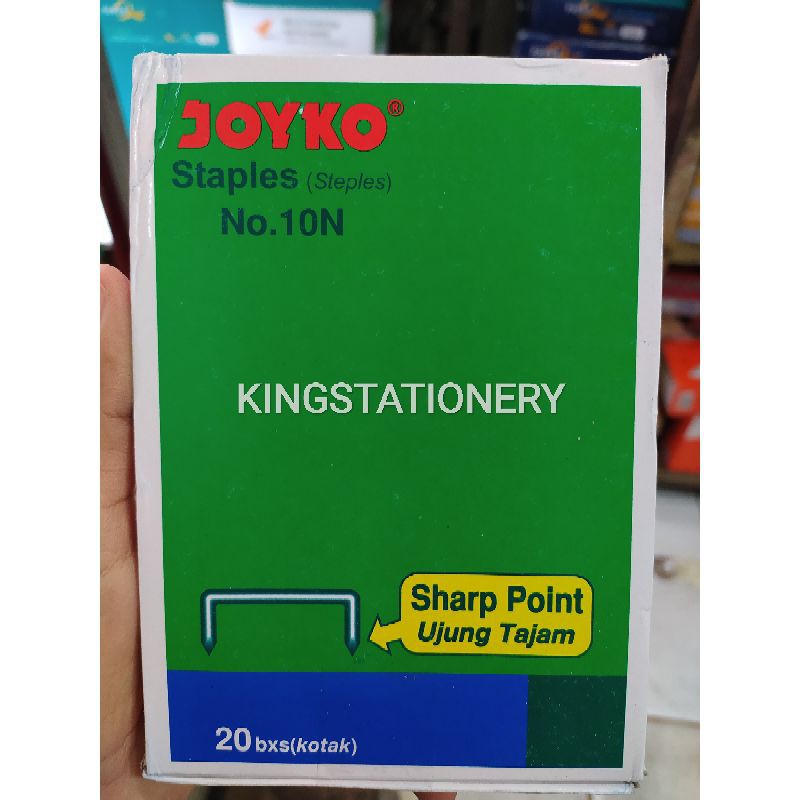 JOYKO®
Staples (Steples)
No.10N
KINGSTATIONERY
Sharp Point
Ujung Tajam
20 bxs(kotak)